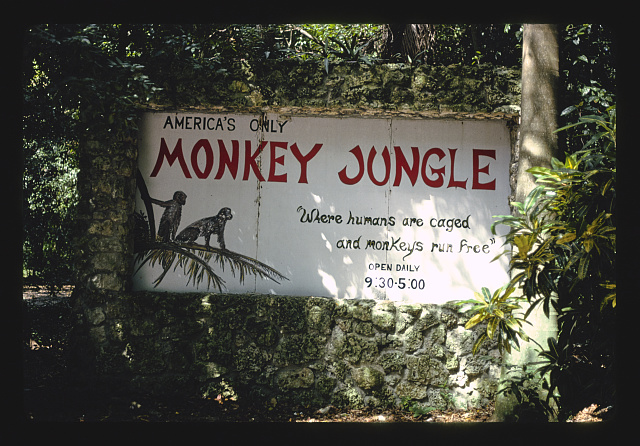 AMERICA'S ONLY
MONKEY JUNGLE
"Where humans are caged
and monkeys run free"
OPEN DAILY
9:30-5:00